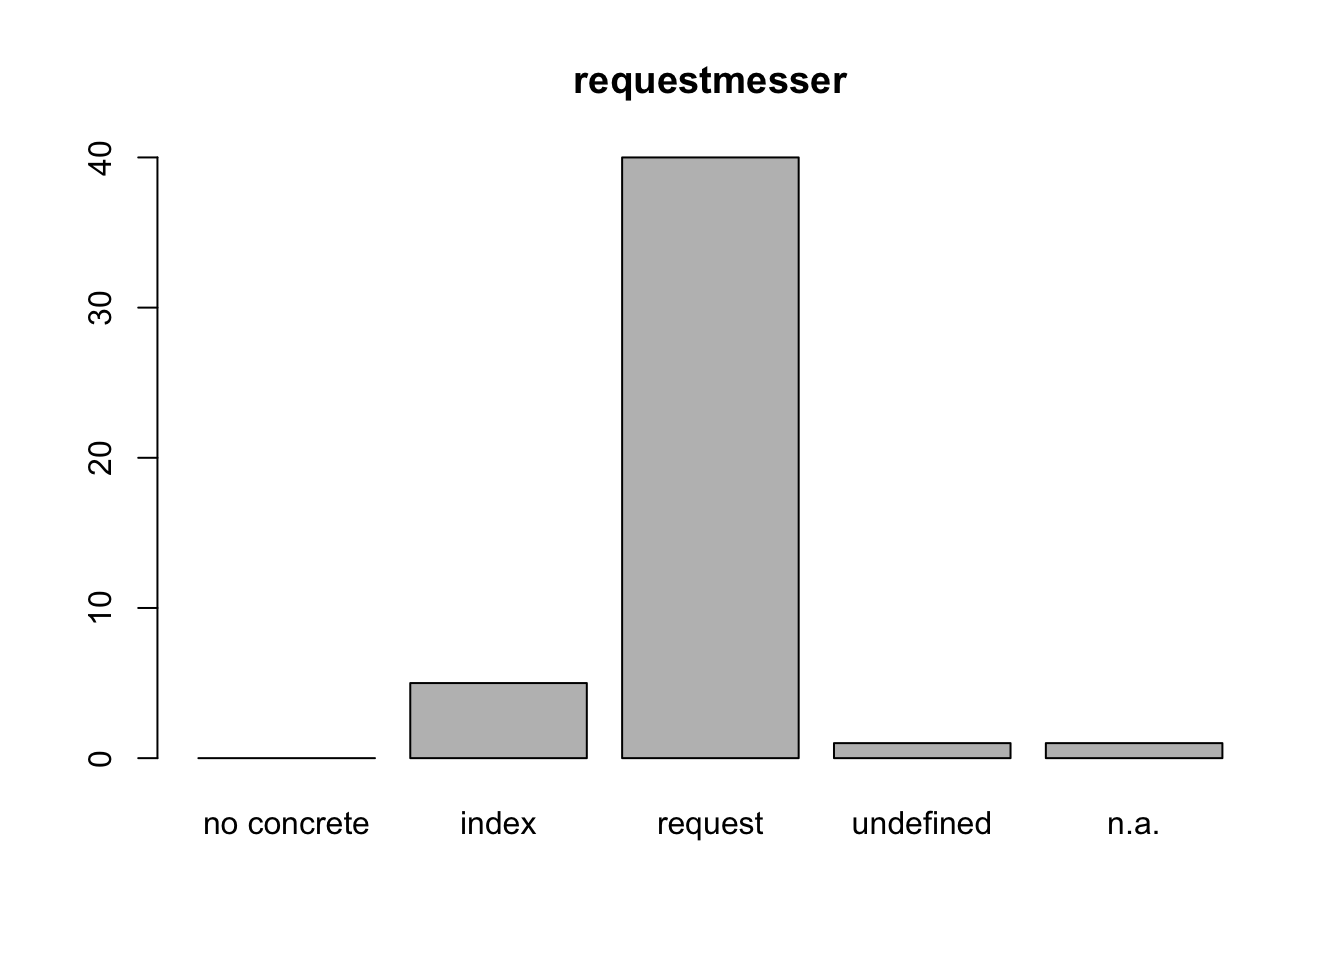 requestmesser
40
30
20
10
0
no concrete index request undefined n.a.